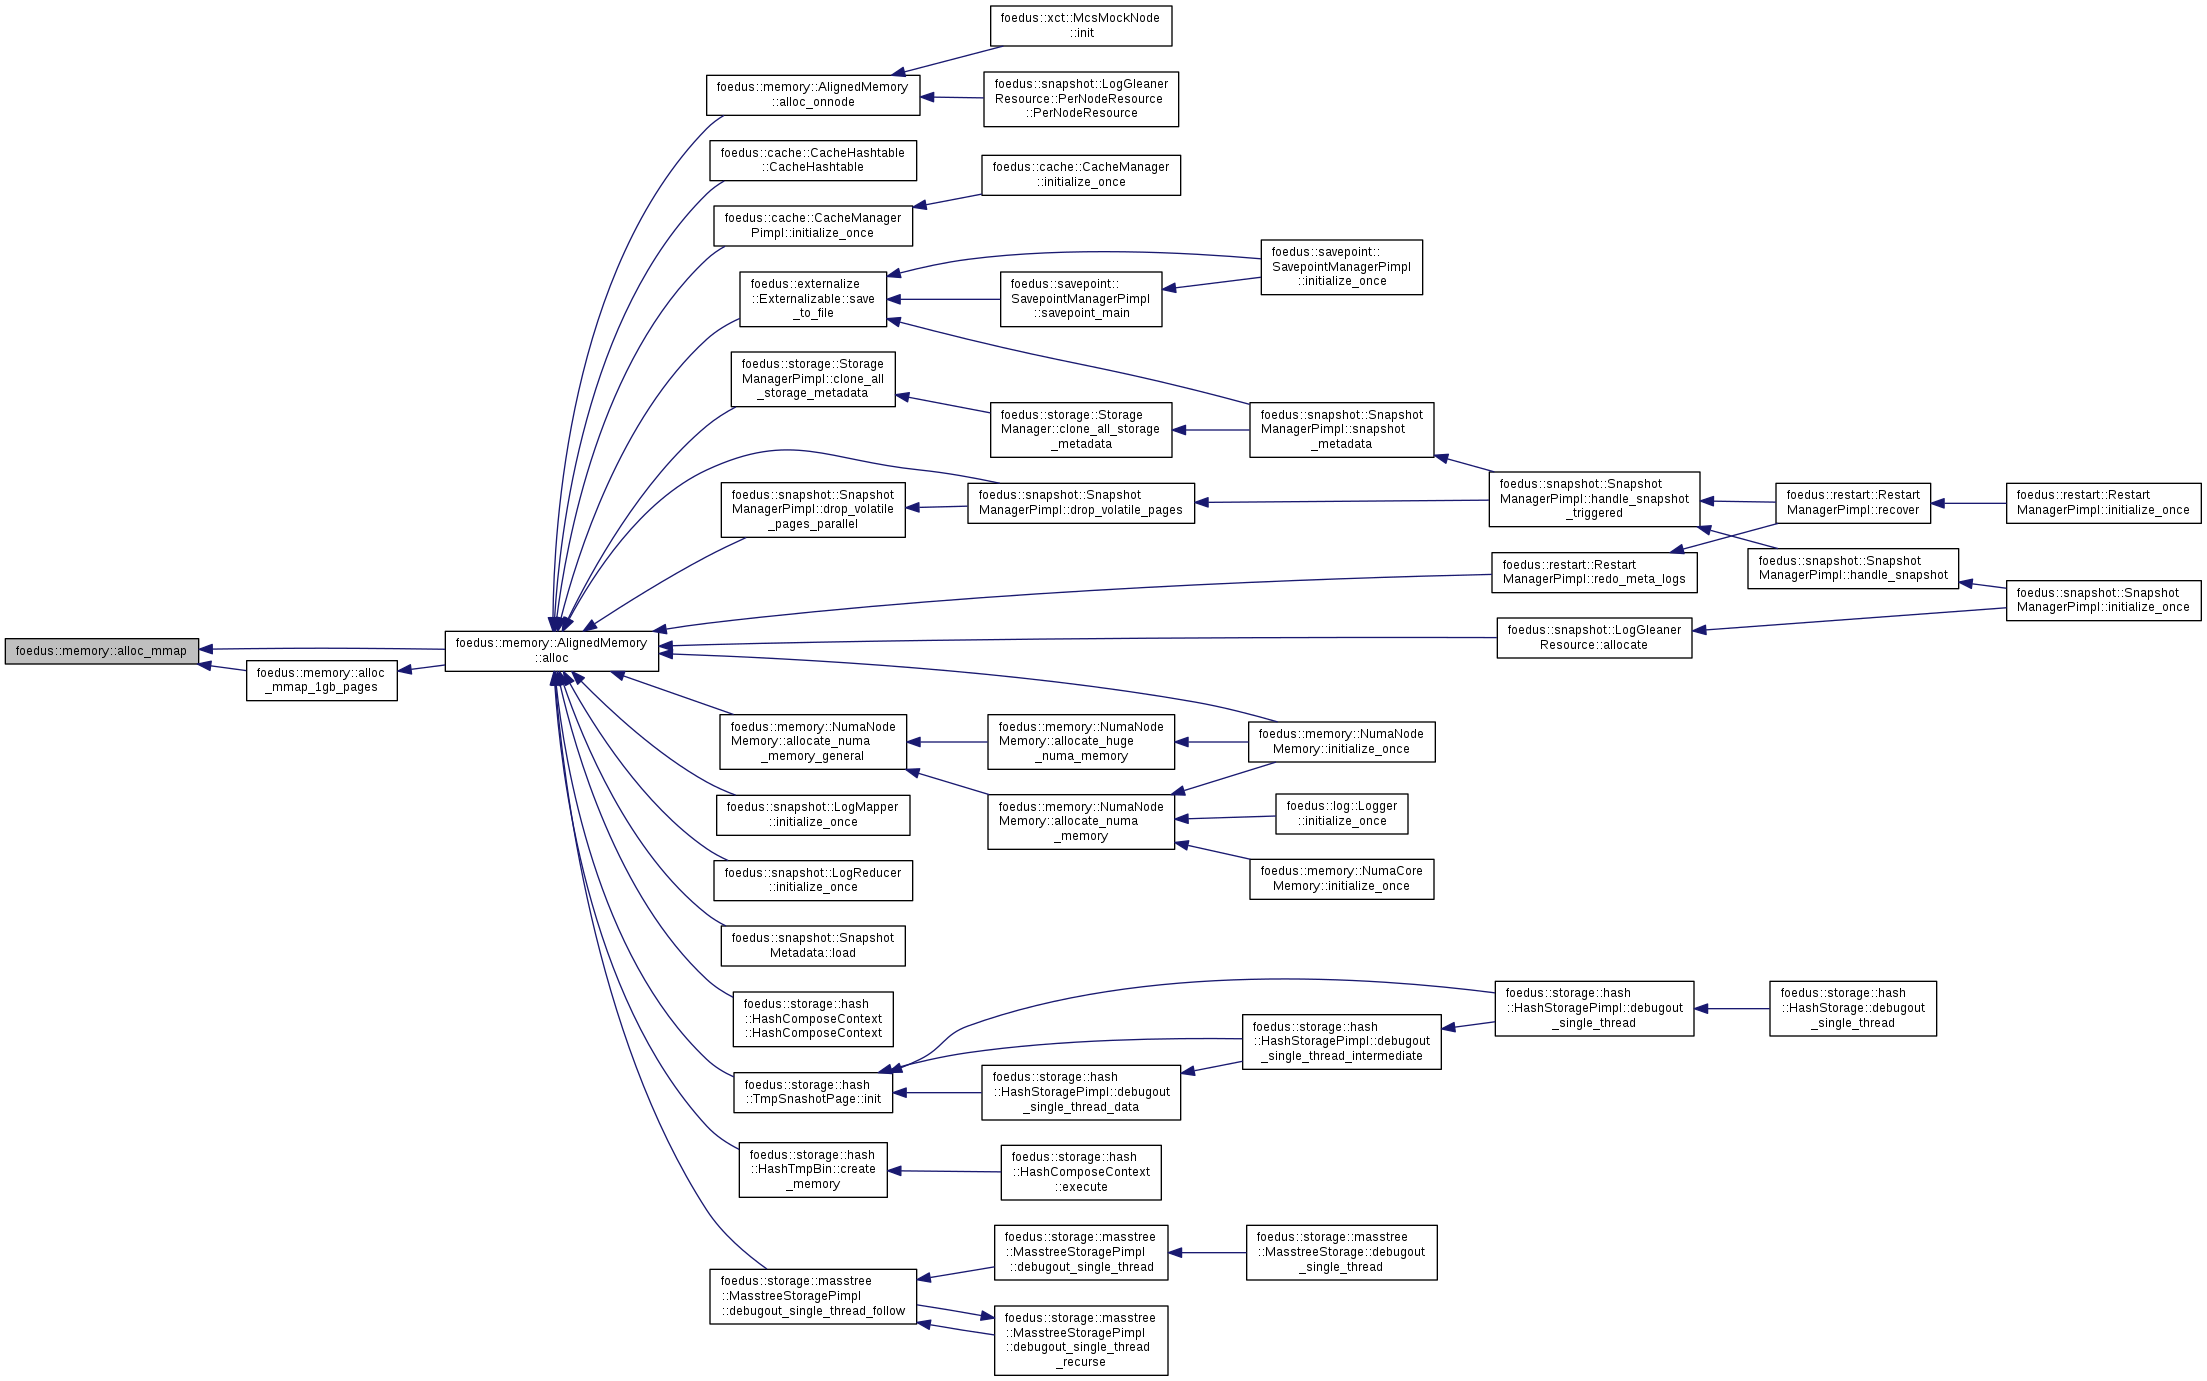 foedus::xct::McsMockNode
::init
foedus::memory::AlignedMemory
::alloc_onnode
foedus::snapshot::LogGleaner
Resource::PerNodeResource
::PerNodeResource
foedus::cache::CacheHashtable
::CacheHashtable
foedus::cache::CacheManager
Pimpl::initialize_once
foedus::cache::CacheManager
::initialize_once
foedus::externalize
::Externalizable::save
_to_file
foedus::savepoint::
SavepointManagerPimpl
::savepoint_main
foedus::savepoint::
SavepointManagerPimpl
::initialize_once
foedus::storage::Storage
ManagerPimpl::clone_all
_storage_metadata
foedus::storage::Storage
Manager::clone_all_storage
_metadata
foedus::snapshot::Snapshot
ManagerPimpl::snapshot
_metadata
foedus::snapshot::Snapshot
ManagerPimpl::drop_volatile
_pages_parallel
foedus::snapshot::Snapshot
ManagerPimpl::drop_volatile_pages
foedus::snapshot::Snapshot
ManagerPimpl::handle_snapshot
_triggered
foedus::restart::Restart
ManagerPimpl::recover
foedus::restart::Restart
ManagerPimpl::initialize_once
foedus::restart::Restart
ManagerPimpl::redo_meta_logs
foedus::snapshot::Snapshot
ManagerPimpl::handle_snapshot
foedus::snapshot::Snapshot
ManagerPimpl::initialize_once
foedus::memory::alloc_mmap
foedus::memory::alloc
_mmap_1gb_pages
foedus::memory::AlignedMemory
::alloc
foedus::snapshot::LogGleaner
Resource::allocate
foedus::memory::NumaNode
Memory::allocate_numa
_memory_general
foedus::memory::NumaNode
Memory::allocate_huge
_numa_memory
foedus::memory::NumaNode
Memory::initialize_once
foedus::snapshot::LogMapper
::initialize_once
foedus::memory::NumaNode
Memory::allocate_numa
_memory
foedus::log::Logger
::initialize_once
foedus::snapshot::LogReducer
::initialize_once
foedus::memory::NumaCore
Memory::initialize_once
foedus::snapshot::Snapshot
Metadata::load
foedus::storage::hash
::HashComposeContext
::HashComposeContext
foedus::storage::hash
::HashStoragePimpl::debugout
_single_thread
foedus::storage::hash
::HashStorage::debugout
_single_thread
foedus::storage::hash
::HashStoragePimpl::debugout
_single_thread_intermediate
foedus::storage::hash
::TmpSnashotPage::init
foedus::storage::hash
::HashStoragePimpl::debugout
_single_thread_data
foedus::storage::hash
::HashTmpBin::create
_memory
foedus::storage::hash
::HashComposeContext
::execute
foedus::storage::masstree
::MasstreeStoragePimpl
::debugout_single_thread
foedus::storage::masstree
::MasstreeStorage::debugout
_single_thread
foedus::storage::masstree
::MasstreeStoragePimpl
::debugout_single_thread_follow
foedus::storage::masstree
::MasstreeStoragePimpl
::debugout_single_thread
_recurse